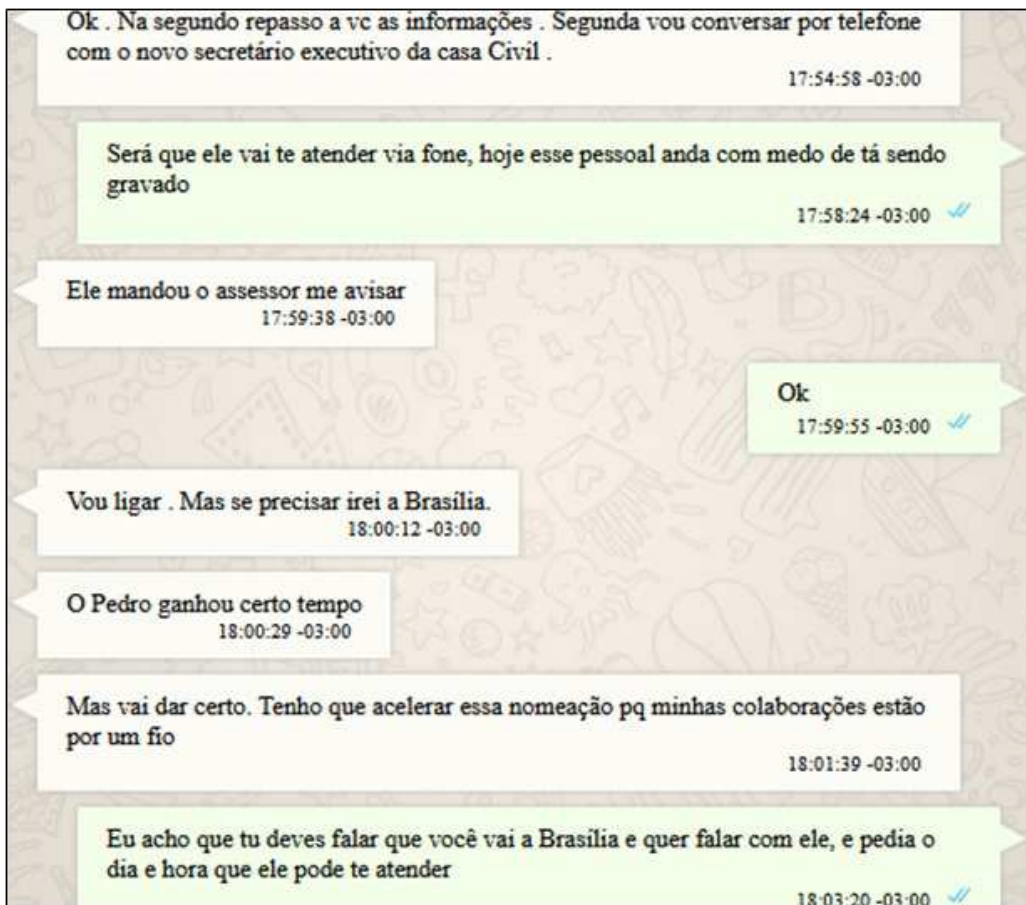 Ok . Na segundo repasso a vc as informações . Segunda vou conversar por telefone
com o novo secretário executivo da casa Civil .
17:54:58 -03:00
Será que ele vai te atender via fone, hoje esse pessoal anda com medo de tá sendo
gravado
17:58:24 -03:00
Ele mandou o assessor me avisar
17:59:38 -03:00
Ok
17:59:55 -03:00
Vou ligar . Mas se precisar irei a Brasília.
18:00:12 -03:00
O Pedro ganhou certo tempo
18:00:29 -03:00
Mas vai dar certo. Tenho que acelerar essa nomeação pq minhas colaborações estão
por um fio
18:01:39 -03:00
Eu acho que tu deves falar que você vai a Brasília e quer falar com ele, e pedia o
dia e hora que ele pode te atender
18:03:20 -03:00